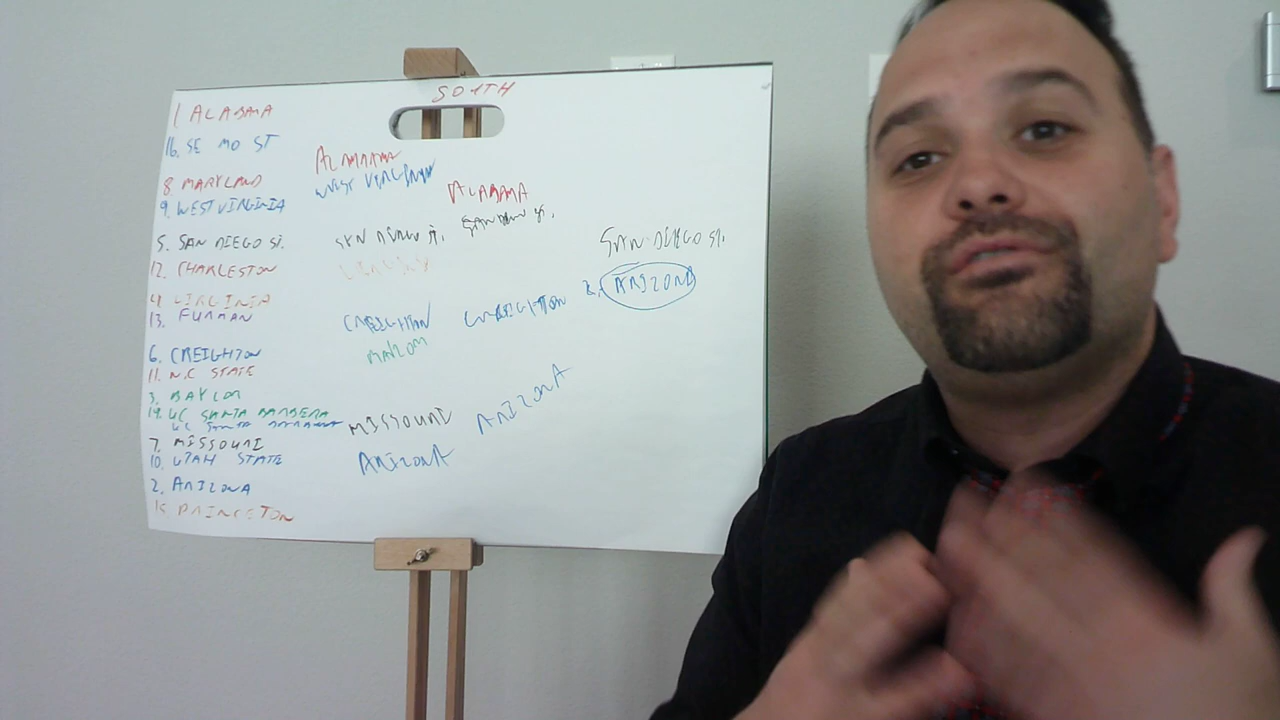 SOUTH
1 ALABAMA
16. SE MO ST
8 MARYLAND
9. WEST VIRGINIA
5. SAN DIEGO ST.
12 CHARLESTON
4. VIRGINIA
13. FURMAN
6. CREIGHTON
11. N.C STATE
3. BAYLOR
14. UC SANTA BARBERA
7. MISSOURI
10. UTAH STATE
2. ARIZONA
15. PRINCETON
ALABAMA
WEST VIRGINIA
SAN DIEGO ST.
VIRGINIA
CREIGHTON
BAYLOR
MISSOURI
ARIZONA
ALABAMA
SAN DIEGO ST.
CREIGHTON
ARIZONA
SAN DIEGO ST.
2. ARIZONA